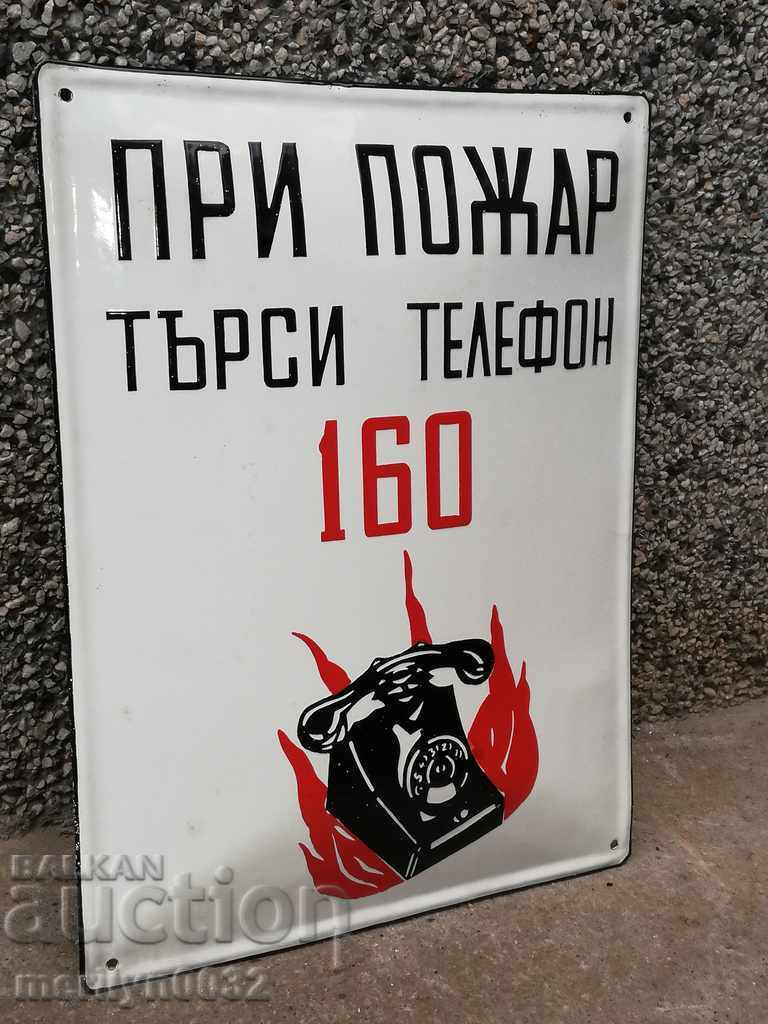 ПРИ ПОЖАР
ТЪРСИ ТЕЛЕФОН
160
BALKAN
auction
merilyn0032